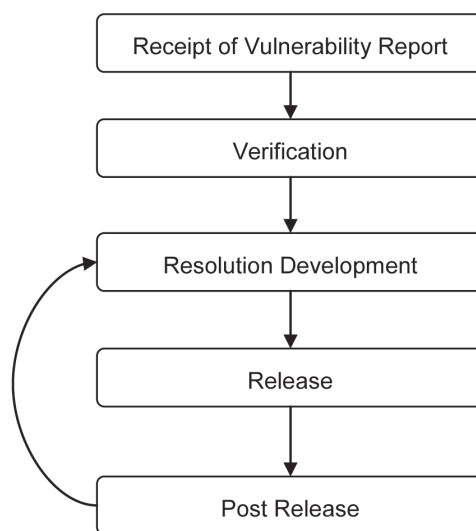 Receipt of Vulnerability Report
Verification
Resolution Development
Release
Post Release